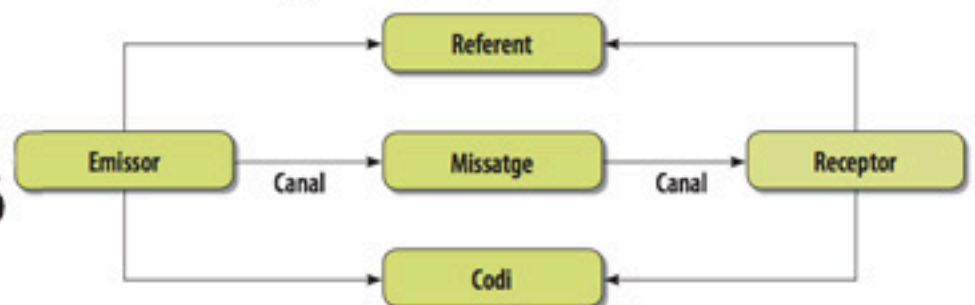 Referent
Emissor
Canal
Missatge
Canal
Receptor
Codi